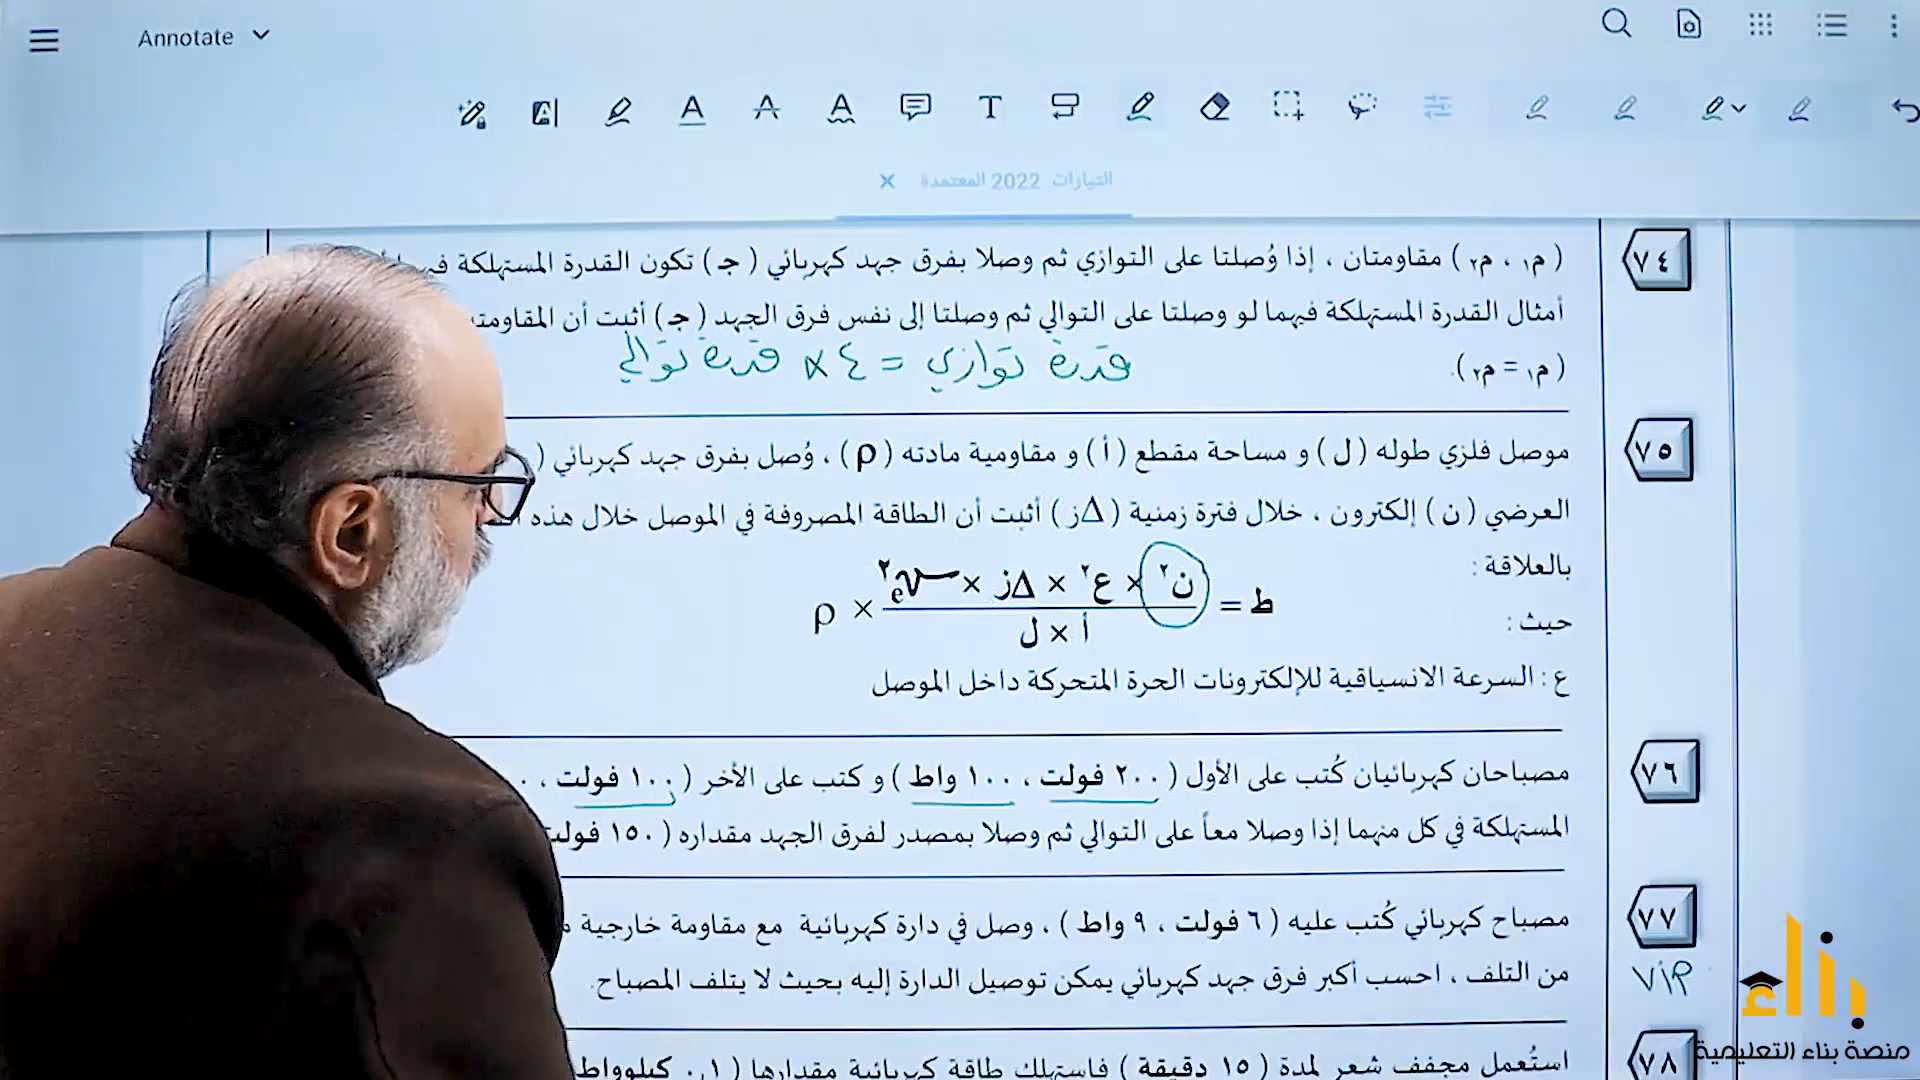 Annotate
التيارات 2022 المعتمدة
٧٤
(م١ ، م٢) مقاومتان ، إذا وُصلتا على التوازي ثم وصلا بفرق جهد كهربائي (جـ) تكون القدرة المستهلكة
أمثال القدرة المستهلكة فيهما لو وصلتا على التوالي ثم وصلتا إلى نفس فرق الجهد (جـ) أثبت أن
(م١ = م٢).
قدرة توازي = ٤ × قدرة توالي
٧٥
موصل فلزي طوله (ل) و مساحة مقطع (أ) و مقاومية مادته (ρ) ، وُصل بفرق جهد كهربائي (
العرضي (ن) إلكترون ، خلال فترة زمنية (Δز) أثبت أن الطاقة المصروفة في الموصل خلال هذه
بالعلاقة :
ط = ن٢ × ع٢ × Δز × e٢ / أ × ل × ρ
حيث :
ع : السرعة الانسياقية للإلكترونات الحرة المتحركة داخل الموصل
٧٦
مصباحان كهربائيان كُتب على الأول (٢٠٠ فولت ، ١٠٠ واط) و كتب على الأخر (١٠٠ فولت ،
المستهلكة في كل منهما إذا وصلا معاً على التوالي ثم وصلا بمصدر لفرق الجهد مقداره (١٥٠ فولت
٧٧
مصباح كهربائي كُتب عليه (٦ فولت ، ٩ واط) ، وصل في دارة كهربائية مع مقاومة خارجية
من التلف ، احسب أكبر فرق جهد كهربائي يمكن توصيل الدارة إليه بحيث لا يتلف المصباح.
٧٨
استُعمل مجفف شعر لمدة (١٥ دقيقة) فاستهلك طاقة كهربائية مقدارها (٠,١ كيلوواط
بناء
منصة بناء التعليمية